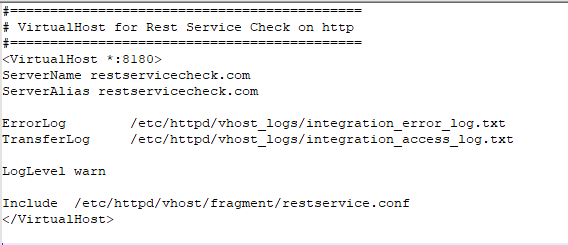 #============================================
# VirtualHost for Rest Service Check on http
#============================================
<VirtualHost *:8180>
ServerName restservicecheck.com
ServerAlias restservicecheck.com

ErrorLog        /etc/httpd/vhost_logs/integration_error_log.txt
TransferLog     /etc/httpd/vhost_logs/integration_access_log.txt

LogLevel warn

Include  /etc/httpd/vhost/fragment/restservice.conf
</VirtualHost>